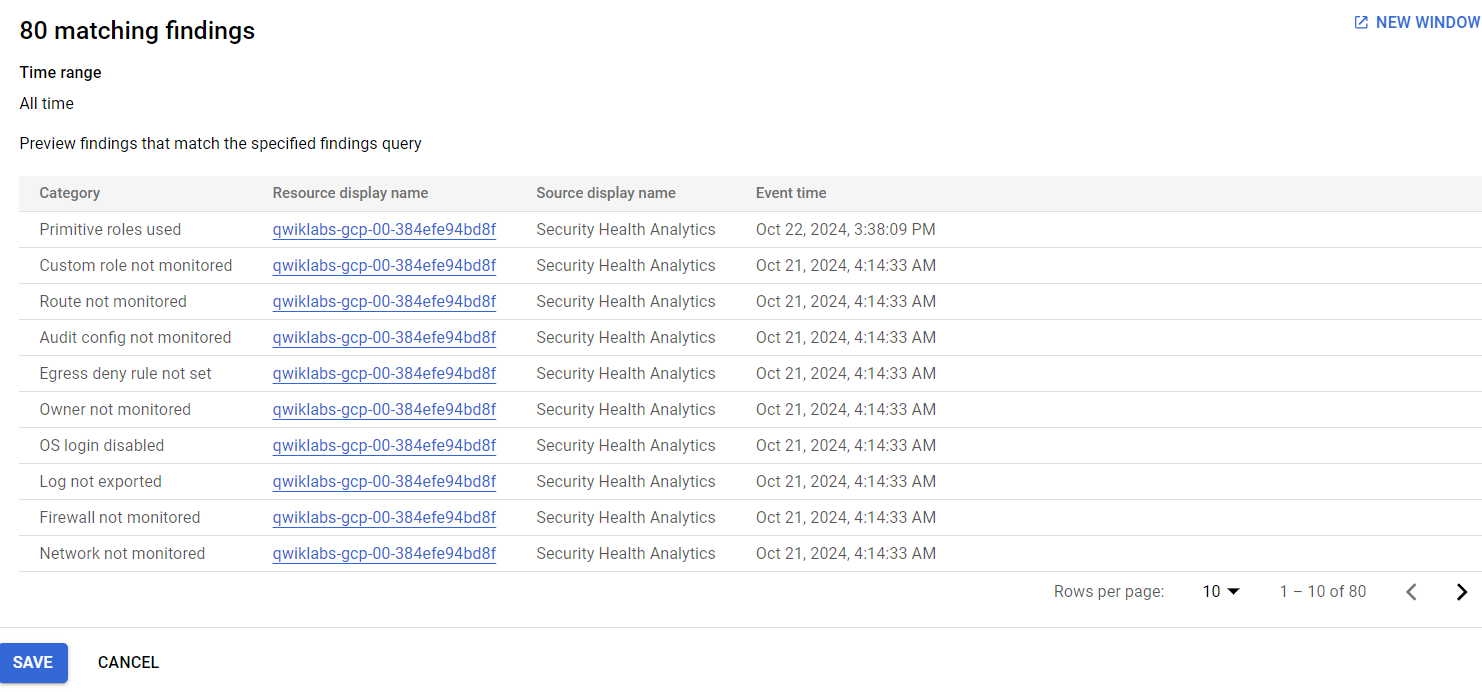 80 matching findings
NEW WINDOW
Time range
All time
Preview findings that match the specified findings query
Category Resource display name Source display name Event time
Primitive roles used qwiklabs-gcp-00-384efe94bd8f Security Health Analytics Oct 22, 2024, 3:38:09 PM
Custom role not monitored qwiklabs-gcp-00-384efe94bd8f Security Health Analytics Oct 21, 2024, 4:14:33 AM
Route not monitored qwiklabs-gcp-00-384efe94bd8f Security Health Analytics Oct 21, 2024, 4:14:33 AM
Audit config not monitored qwiklabs-gcp-00-384efe94bd8f Security Health Analytics Oct 21, 2024, 4:14:33 AM
Egress deny rule not set qwiklabs-gcp-00-384efe94bd8f Security Health Analytics Oct 21, 2024, 4:14:33 AM
Owner not monitored qwiklabs-gcp-00-384efe94bd8f Security Health Analytics Oct 21, 2024, 4:14:33 AM
OS login disabled qwiklabs-gcp-00-384efe94bd8f Security Health Analytics Oct 21, 2024, 4:14:33 AM
Log not exported qwiklabs-gcp-00-384efe94bd8f Security Health Analytics Oct 21, 2024, 4:14:33 AM
Firewall not monitored qwiklabs-gcp-00-384efe94bd8f Security Health Analytics Oct 21, 2024, 4:14:33 AM
Network not monitored qwiklabs-gcp-00-384efe94bd8f Security Health Analytics Oct 21, 2024, 4:14:33 AM
Rows per page: 10 1 – 10 of 80
SAVE CANCEL